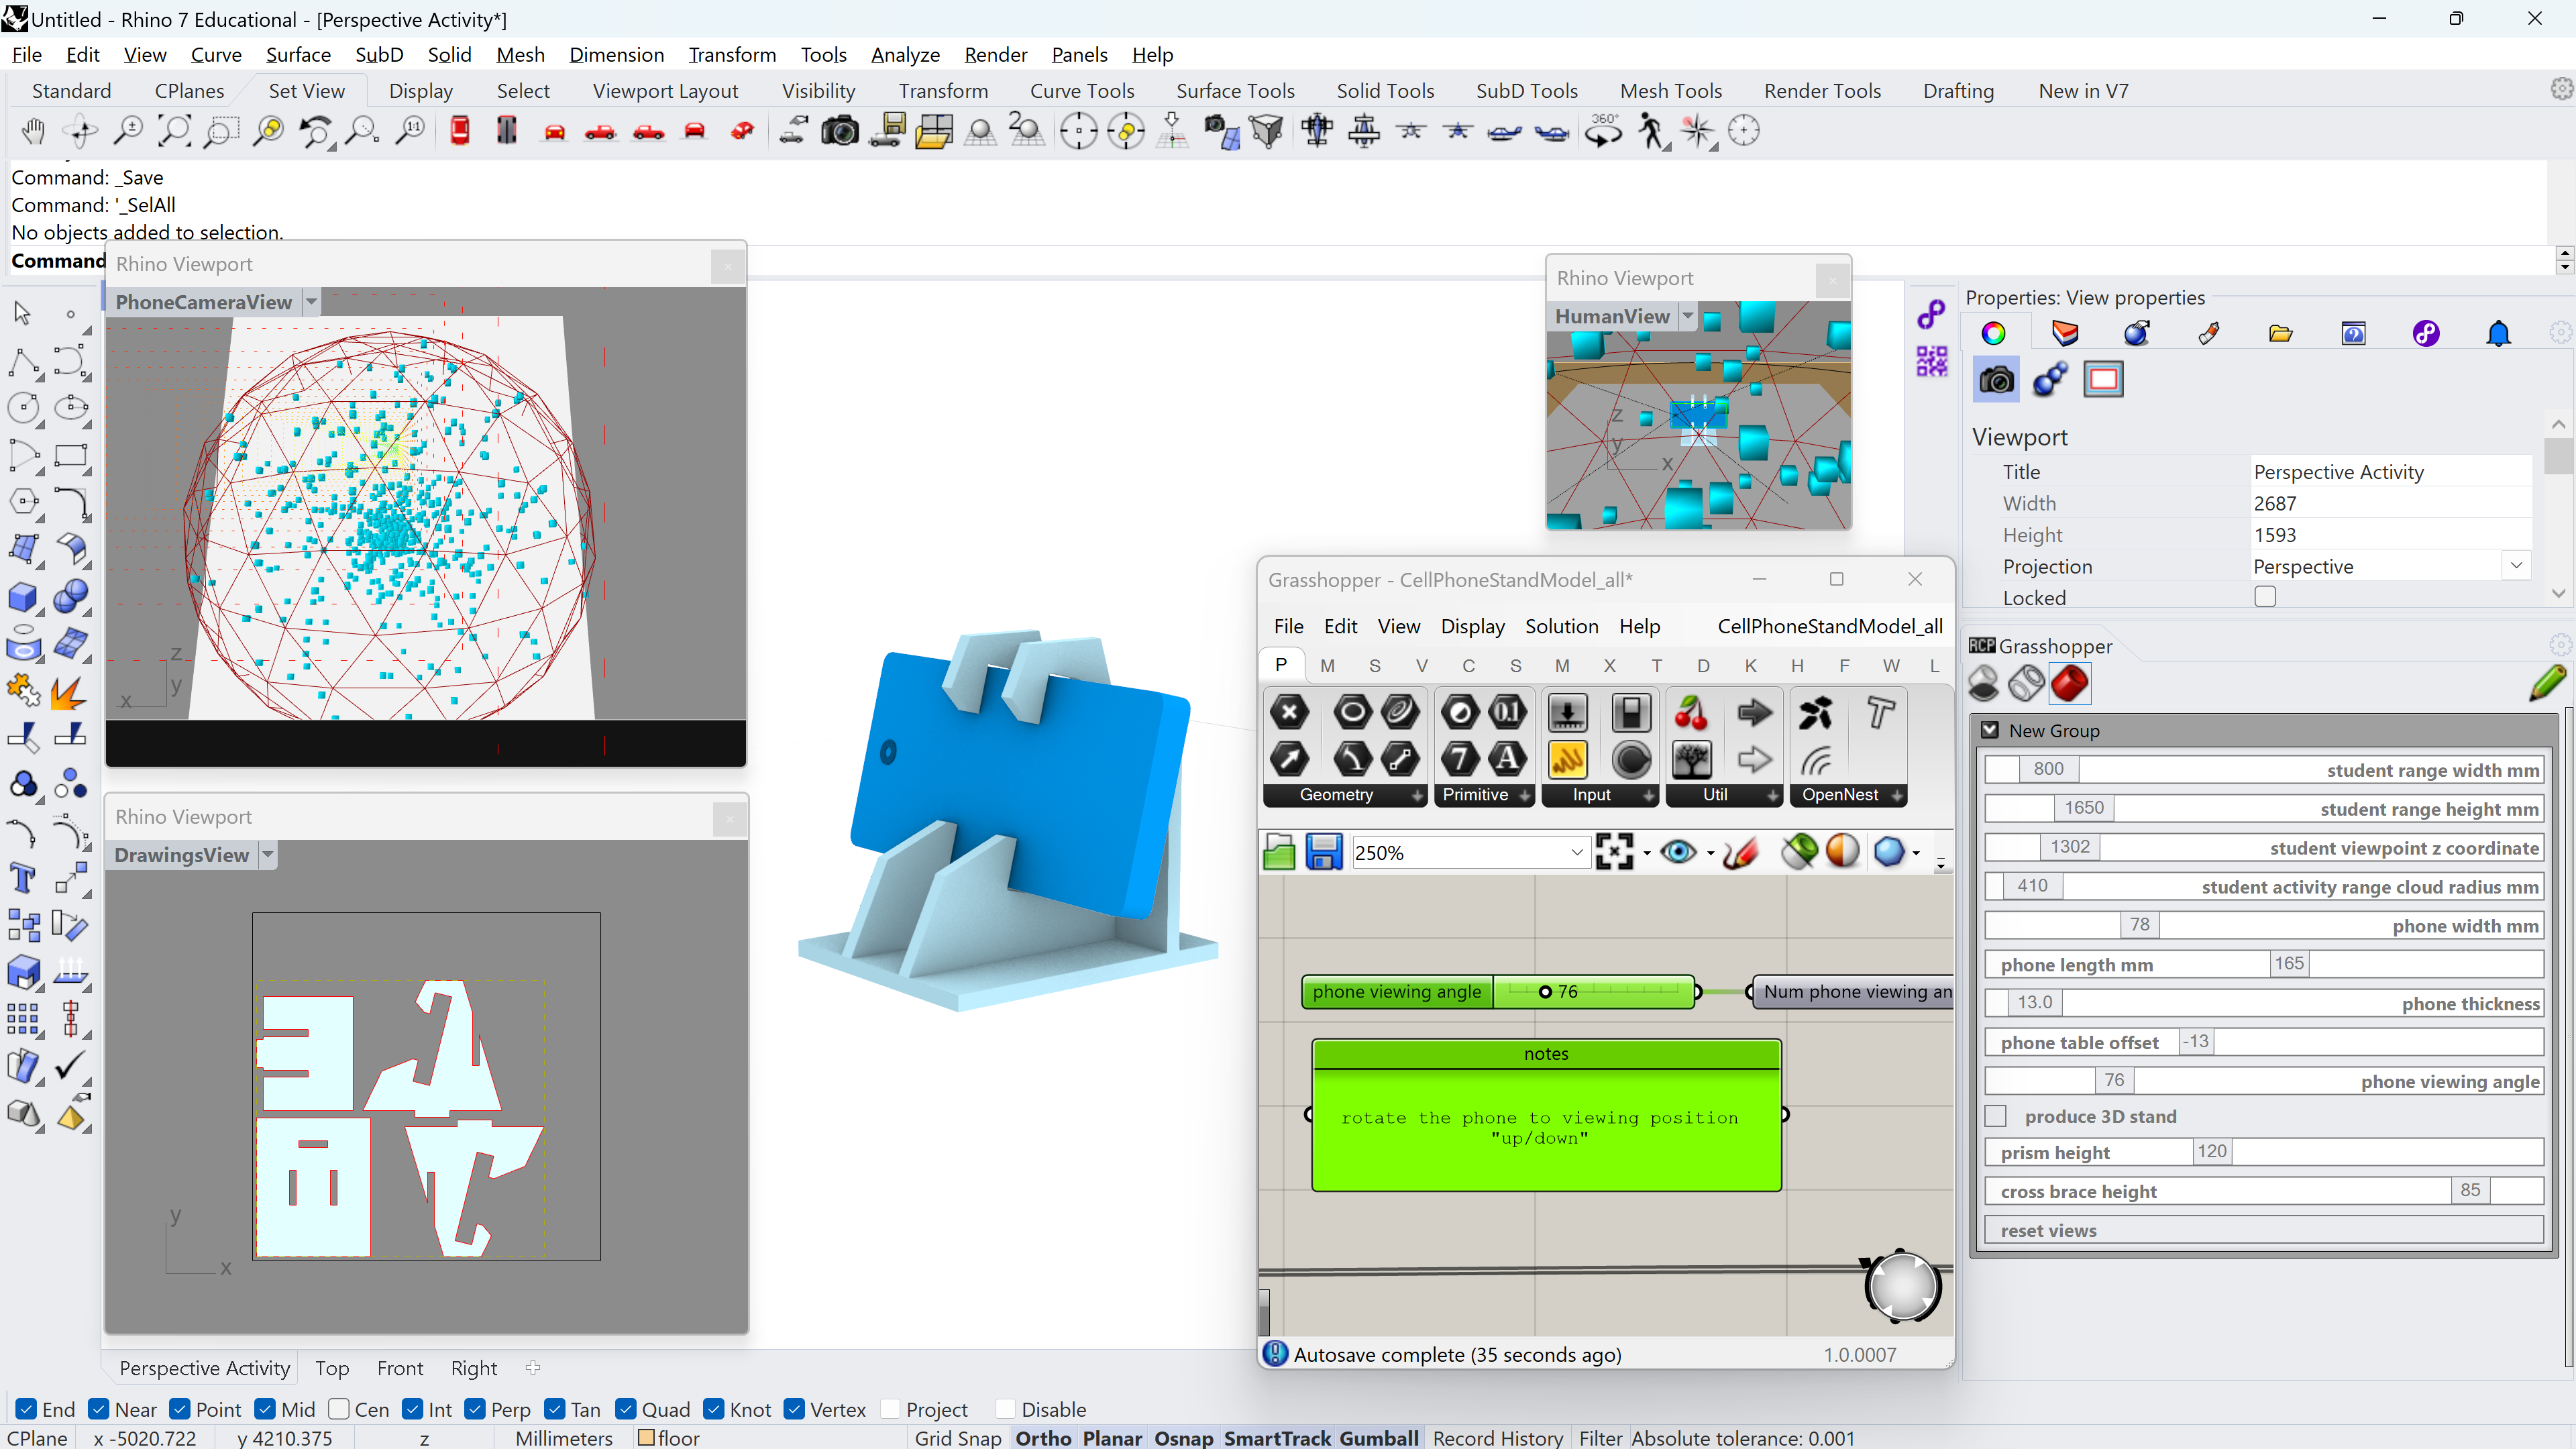 Untitled - Rhino 7 Educational - [Perspective Activity*]
File Edit View Curve Surface SubD Solid Mesh Dimension Transform Tools Analyze Render Panels Help
Standard CPlanes Set View Display Select Viewport Layout Visibility Transform Curve Tools Surface Tools Solid Tools SubD Tools Mesh Tools Render Tools Drafting New in V7
1:1 2 360°
Command: _Save
Command: '_SelAll
No objects added to selection.
Command
Rhino Viewport
PhoneCameraView
z
y
x
Rhino Viewport
HumanView
z
y
x
Rhino Viewport
DrawingsView
y
x
Properties: View properties
Viewport
Title Perspective Activity
Width 2687
Height 1593
Projection Perspective
Locked
Grasshopper - CellPhoneStandModel_all*
File Edit View Display Solution Help CellPhoneStandModel_all
P M S V C S M X T D K H F W L
0.1
7 A
Geometry Primitive Input Util OpenNest
250%
phone viewing angle 76 Num phone viewing an
notes
rotate the phone to viewing position
"up/down"
Autosave complete (35 seconds ago) 1.0.0007
RCP Grasshopper
New Group
800 student range width mm
1650 student range height mm
1302 student viewpoint z coordinate
410 student activity range cloud radius mm
78 phone width mm
phone length mm 165
13.0 phone thickness
phone table offset -13
76 phone viewing angle
produce 3D stand
prism height 120
cross brace height 85
reset views
Perspective Activity Top Front Right
End Near Point Mid Cen Int Perp Tan Quad Knot Vertex Project Disable
CPlane x -5020.722 y 4210.375 z Millimeters floor Grid Snap Ortho Planar Osnap SmartTrack Gumball Record History Filter Absolute tolerance: 0.001